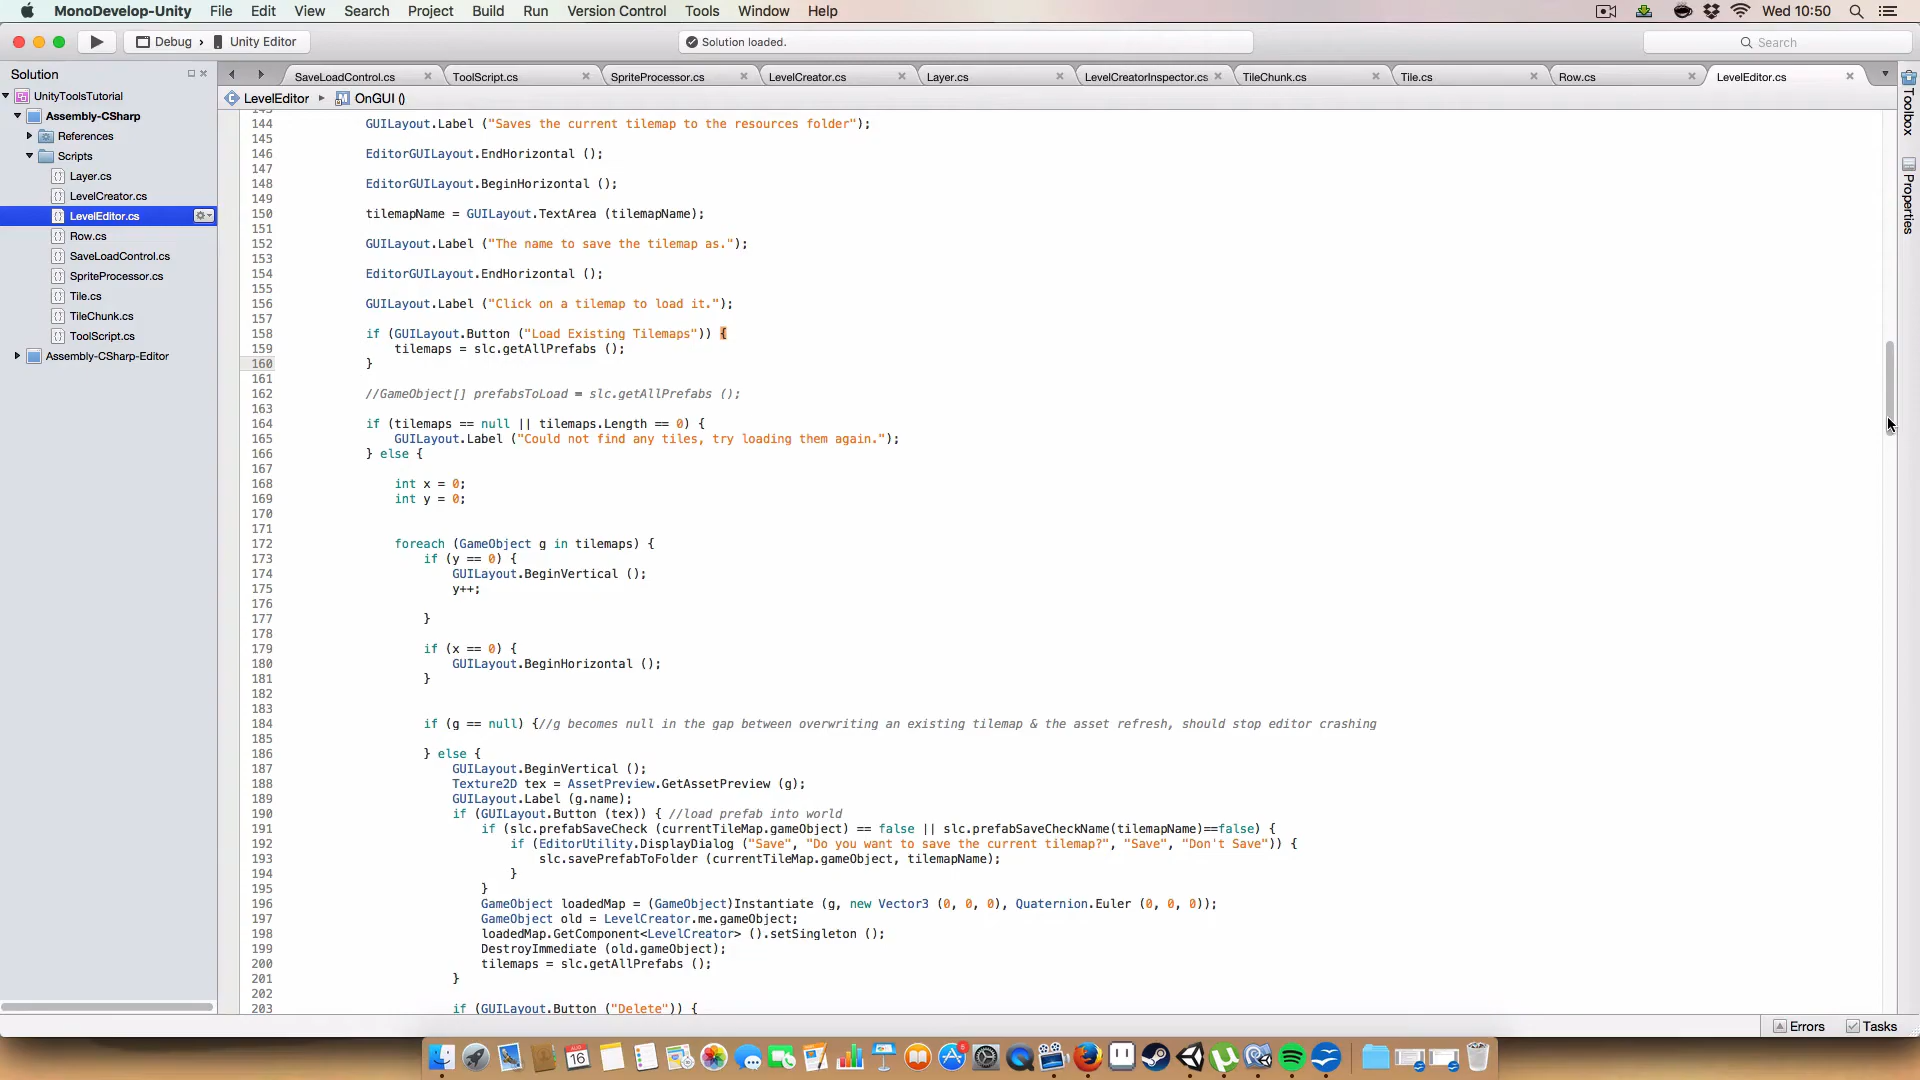 MonoDevelop-Unity File Edit View Search Project Build Run Version Control Tools Window Help Wed 10:50
Debug › Unity Editor Solution loaded. Search
Solution SaveLoadControl.cs ToolScript.cs SpriteProcessor.cs LevelCreator.cs Layer.cs LevelCreatorInspector.cs TileChunk.cs Tile.cs Row.cs LevelEditor.cs
LevelEditor ▸ OnGUI ()
UnityToolsTutorial
Assembly-CSharp
References
Scripts
Layer.cs
LevelCreator.cs
LevelEditor.cs
Row.cs
SaveLoadControl.cs
SpriteProcessor.cs
Tile.cs
TileChunk.cs
ToolScript.cs
Assembly-CSharp-Editor
144 GUILayout.Label ("Saves the current tilemap to the resources folder");
145
146 EditorGUILayout.EndHorizontal ();
147
148 EditorGUILayout.BeginHorizontal ();
149
150 tilemapName = GUILayout.TextArea (tilemapName);
151
152 GUILayout.Label ("The name to save the tilemap as.");
153
154 EditorGUILayout.EndHorizontal ();
155
156 GUILayout.Label ("Click on a tilemap to load it.");
157
158 if (GUILayout.Button ("Load Existing Tilemaps")) {
159 tilemaps = slc.getAllPrefabs ();
160 }
161
162 //GameObject[] prefabsToLoad = slc.getAllPrefabs ();
163
164 if (tilemaps == null || tilemaps.Length == 0) {
165 GUILayout.Label ("Could not find any tiles, try loading them again.");
166 } else {
167
168 int x = 0;
169 int y = 0;
170
171
172 foreach (GameObject g in tilemaps) {
173 if (y == 0) {
174 GUILayout.BeginVertical ();
175 y++;
176
177 }
178
179 if (x == 0) {
180 GUILayout.BeginHorizontal ();
181 }
182
183
184 if (g == null) {//g becomes null in the gap between overwriting an existing tilemap & the asset refresh, should stop editor crashing
185
186 } else {
187 GUILayout.BeginVertical ();
188 Texture2D tex = AssetPreview.GetAssetPreview (g);
189 GUILayout.Label (g.name);
190 if (GUILayout.Button (tex)) { //load prefab into world
191 if (slc.prefabSaveCheck (currentTileMap.gameObject) == false || slc.prefabSaveCheckName(tilemapName)==false) {
192 if (EditorUtility.DisplayDialog ("Save", "Do you want to save the current tilemap?", "Save", "Don't Save")) {
193 slc.savePrefabToFolder (currentTileMap.gameObject, tilemapName);
194 }
195 }
196 GameObject loadedMap = (GameObject)Instantiate (g, new Vector3 (0, 0, 0), Quaternion.Euler (0, 0, 0));
197 GameObject old = LevelCreator.me.gameObject;
198 loadedMap.GetComponent<LevelCreator> ().setSingleton ();
199 DestroyImmediate (old.gameObject);
200 tilemaps = slc.getAllPrefabs ();
201 }
202
203 if (GUILayout.Button ("Delete")) {
Toolbox
Properties
Errors Tasks